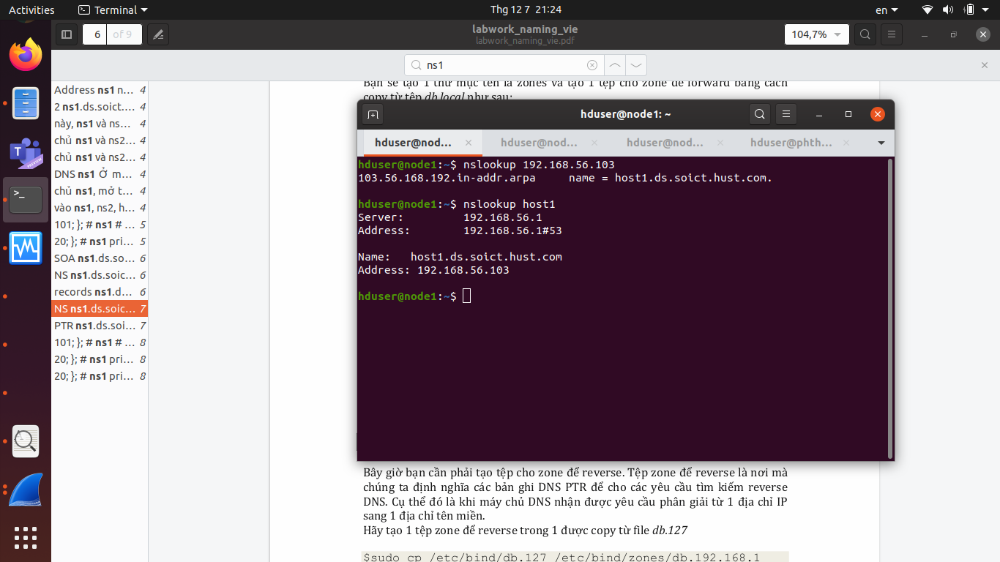 Activities
Terminal
Thg 12 7 21:24
en
6
of 9
labwork_naming_vie
labwork_naming_vie.pdf
104,7%
ns1
Address ns1 n... 4
2 ns1.ds.soict.... 4
này, ns1 và ns... 4
chủ ns1 và ns2... 4
chủ ns1 và ns2... 4
DNS ns1 Ở m... 4
chủ ns1, mở t... 4
vào ns1, ns2, h... 4
101; }; # ns1 # ... 5
20; }; # ns1 pri... 5
SOA ns1.ds.so... 6
NS ns1.ds.soic... 6
records ns1.d... 6
NS ns1.ds.soic... 7
PTR ns1.ds.soi... 7
101; }; # ns1 # ... 8
20; }; # ns1 pri... 8
20; }; # ns1 pri... 8
PREVIEW
Bạn sẽ tạo 1 thư mục tên là zones và tạo 1 tệp cho zone để forward bằng cách
copy từ tệp db.local như sau:
hduser@node1: ~
hduser@nod...
hduser@nod...
hduser@nod...
hduser@phth...
hduser@node1:~$ nslookup 192.168.56.103
103.56.168.192.in-addr.arpa name = host1.ds.soict.hust.com.
hduser@node1:~$ nslookup host1
Server: 192.168.56.1
Address: 192.168.56.1#53
Name: host1.ds.soict.hust.com
Address: 192.168.56.103
hduser@node1:~$
Bây giờ bạn cần phải tạo tệp cho zone để reverse. Tệp zone để reverse là nơi mà
chúng ta định nghĩa các bản ghi DNS PTR để cho các yêu cầu tìm kiếm reverse
DNS. Cụ thể đó là khi máy chủ DNS nhận được yêu cầu phân giải từ 1 địa chỉ IP
sang 1 địa chỉ tên miền.
Hãy tạo 1 tệp zone để reverse trong 1 được copy từ file db.127
$sudo cp /etc/bind/db.127 /etc/bind/zones/db.192.168.1